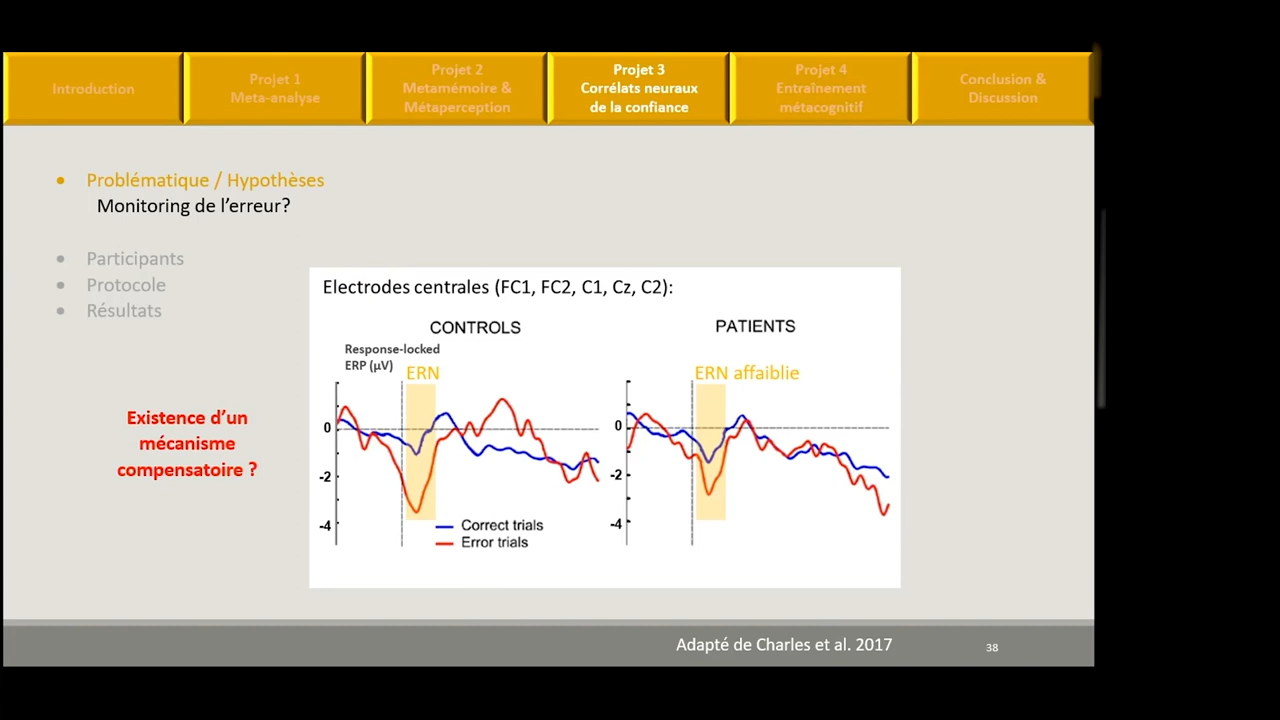 Introduction
Projet 1
Meta-analyse
Projet 2
Metamémoire &
Métaperception
Projet 3
Corrélats neuraux
de la confiance
Projet 4
Entraînement
métacognitif
Conclusion &
Discussion
• Problématique / Hypothèses
Monitoring de l'erreur?
• Participants
• Protocole
• Résultats
Existence d'un
mécanisme
compensatoire ?
Electrodes centrales (FC1, FC2, C1, Cz, C2):
CONTROLS
PATIENTS
Response-locked
ERP (µV)
ERN
ERN affaiblie
0
-2
-4
0
-2
-4
Correct trials
Error trials
Adapté de Charles et al. 2017
38